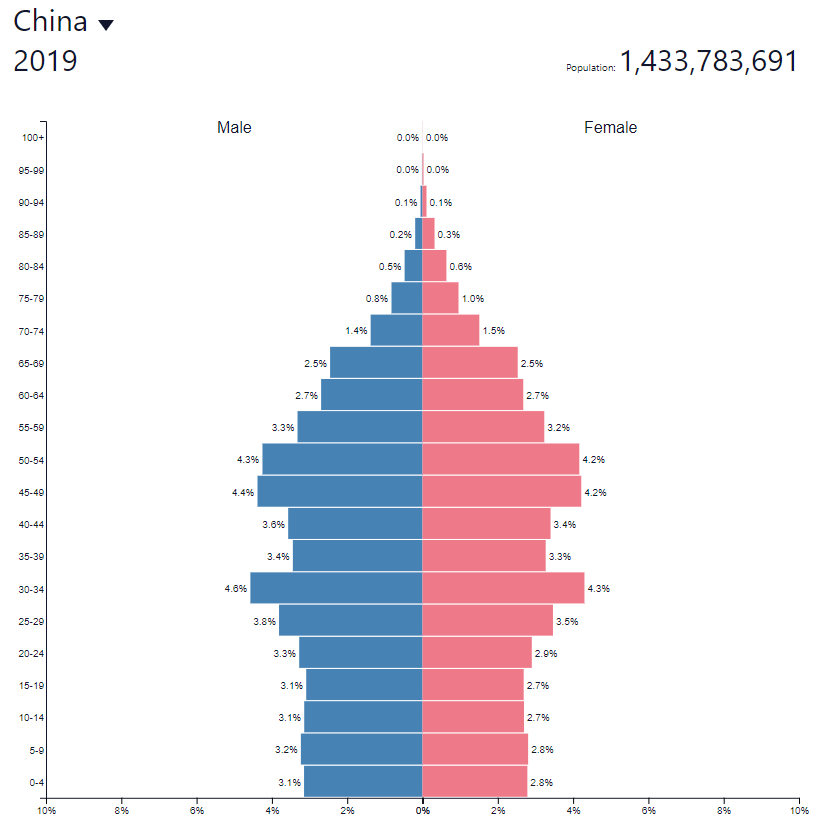 China
2019
Population: 1,433,783,691
Male Female
100+ 0.0% 0.0%
95-99 0.0% 0.0%
90-94 0.1% 0.1%
85-89 0.2% 0.3%
80-84 0.5% 0.6%
75-79 0.8% 1.0%
70-74 1.4% 1.5%
65-69 2.5% 2.5%
60-64 2.7% 2.7%
55-59 3.3% 3.2%
50-54 4.3% 4.2%
45-49 4.4% 4.2%
40-44 3.6% 3.4%
35-39 3.4% 3.3%
30-34 4.6% 4.3%
25-29 3.8% 3.5%
20-24 3.3% 2.9%
15-19 3.1% 2.7%
10-14 3.1% 2.7%
5-9 3.2% 2.8%
0-4 3.1% 2.8%
10% 8% 6% 4% 2% 0% 2% 4% 6% 8% 10%